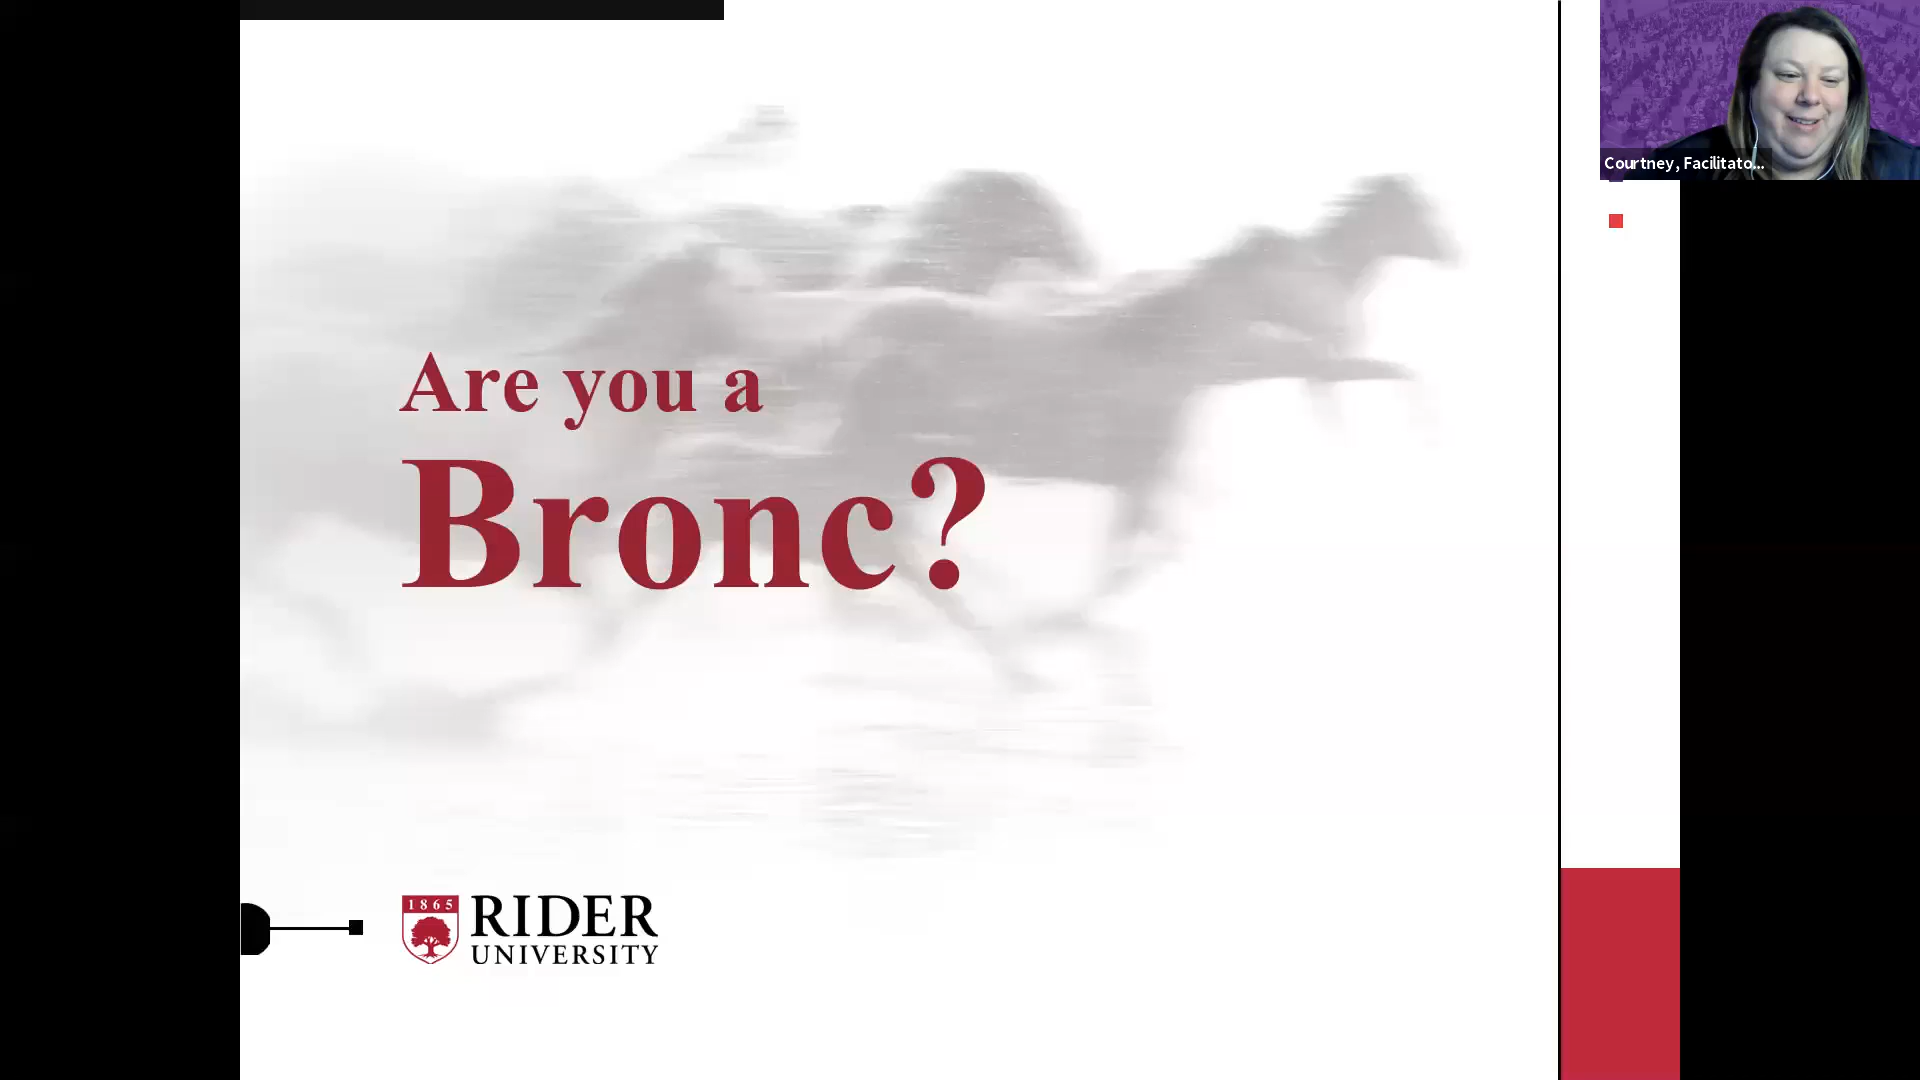 Courtney, Facilitato...
Are you a
Bronc?
1865
RIDER
UNIVERSITY